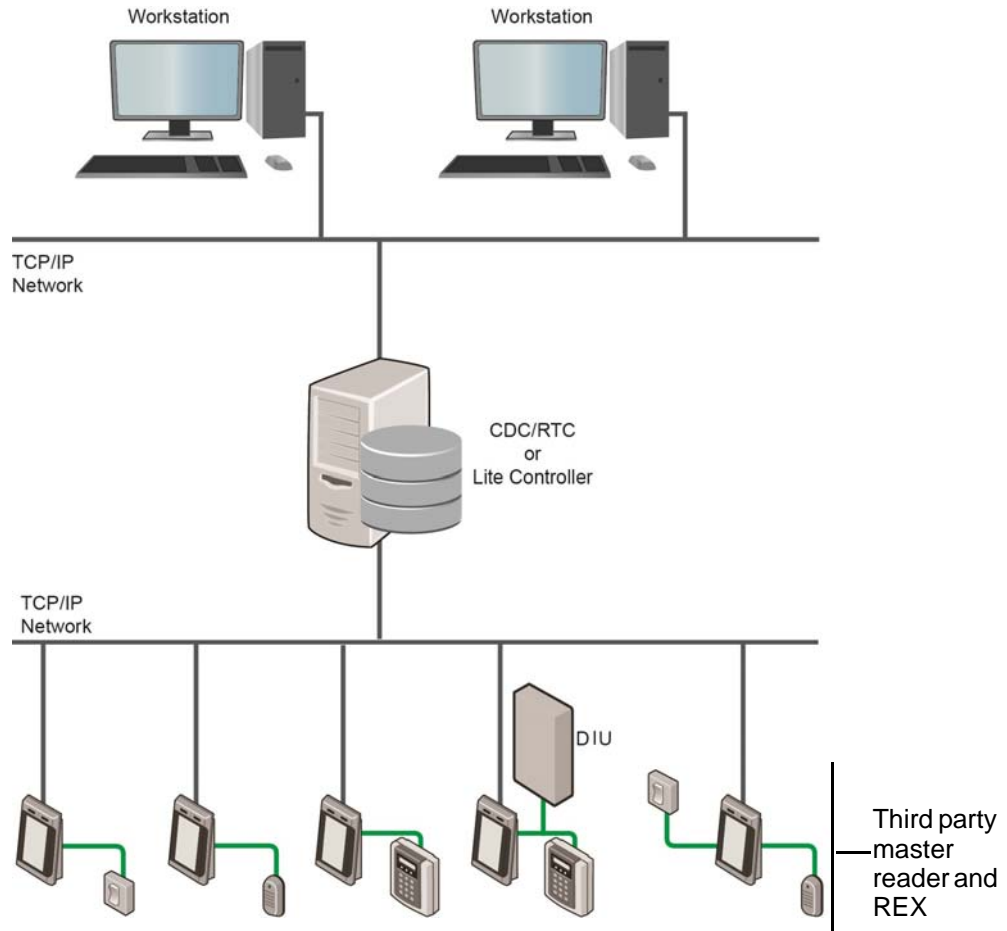 Workstation
Workstation
TCP/IP
Network
CDC/RTC
or
Lite Controller
TCP/IP
Network
DIU
Third party
master
reader and
REX